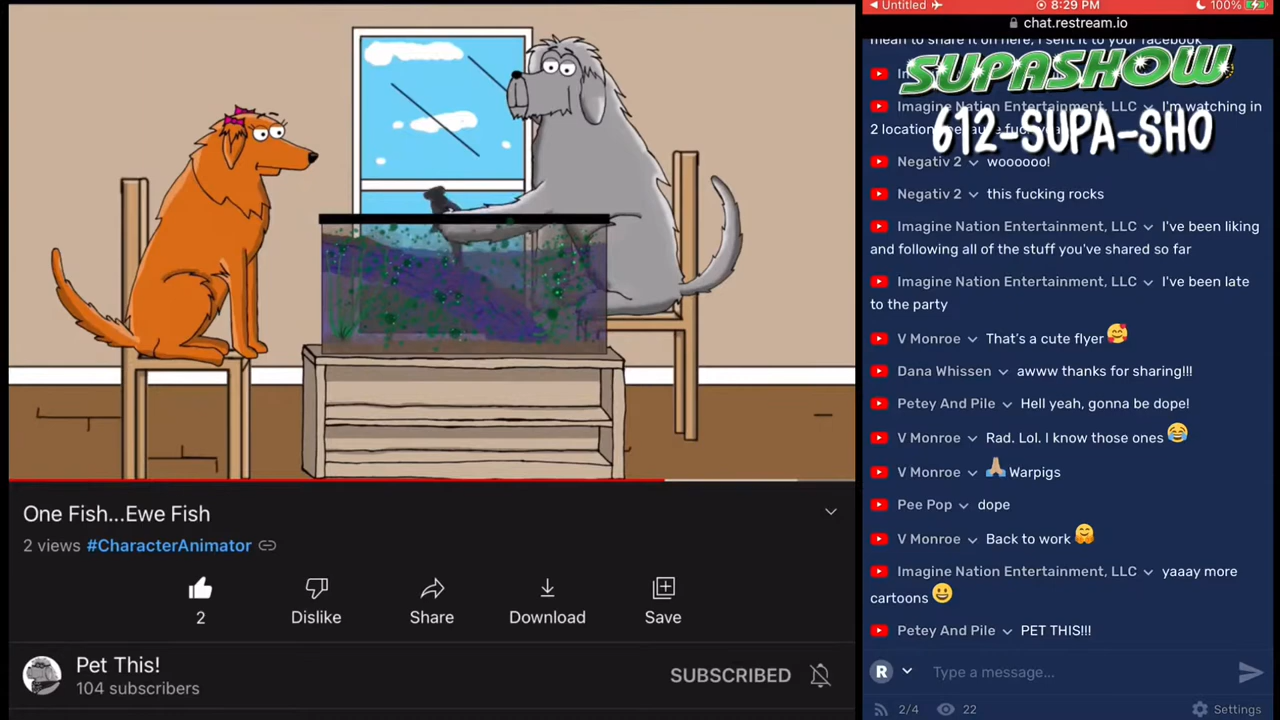 Untitled
8:29 PM
100%
chat.restream.io
mean to share it on here, I sent it to your facebook
SUPASHOW
612-SUPA-SHO
Imagine Nation Entertainment, LLC I'm watching in
2 location
Negativ 2 woooooo!
Negativ 2 this fucking rocks
Imagine Nation Entertainment, LLC I've been liking
and following all of the stuff you've shared so far
Imagine Nation Entertainment, LLC I've been late
to the party
V Monroe That's a cute flyer 🥰
Dana Whissen awww thanks for sharing!!!
Petey And Pile Hell yeah, gonna be dope!
V Monroe Rad. Lol. I know those ones 😂
V Monroe 🙏🏼 Warpigs
Pee Pop dope
V Monroe Back to work 🤗
Imagine Nation Entertainment, LLC yaaay more
cartoons 😀
Petey And Pile PET THIS!!!
R Type a message...
2/4 22 Settings
One Fish...Ewe Fish
2 views #CharacterAnimator
2 Dislike Share Download Save
Pet This!
104 subscribers
SUBSCRIBED